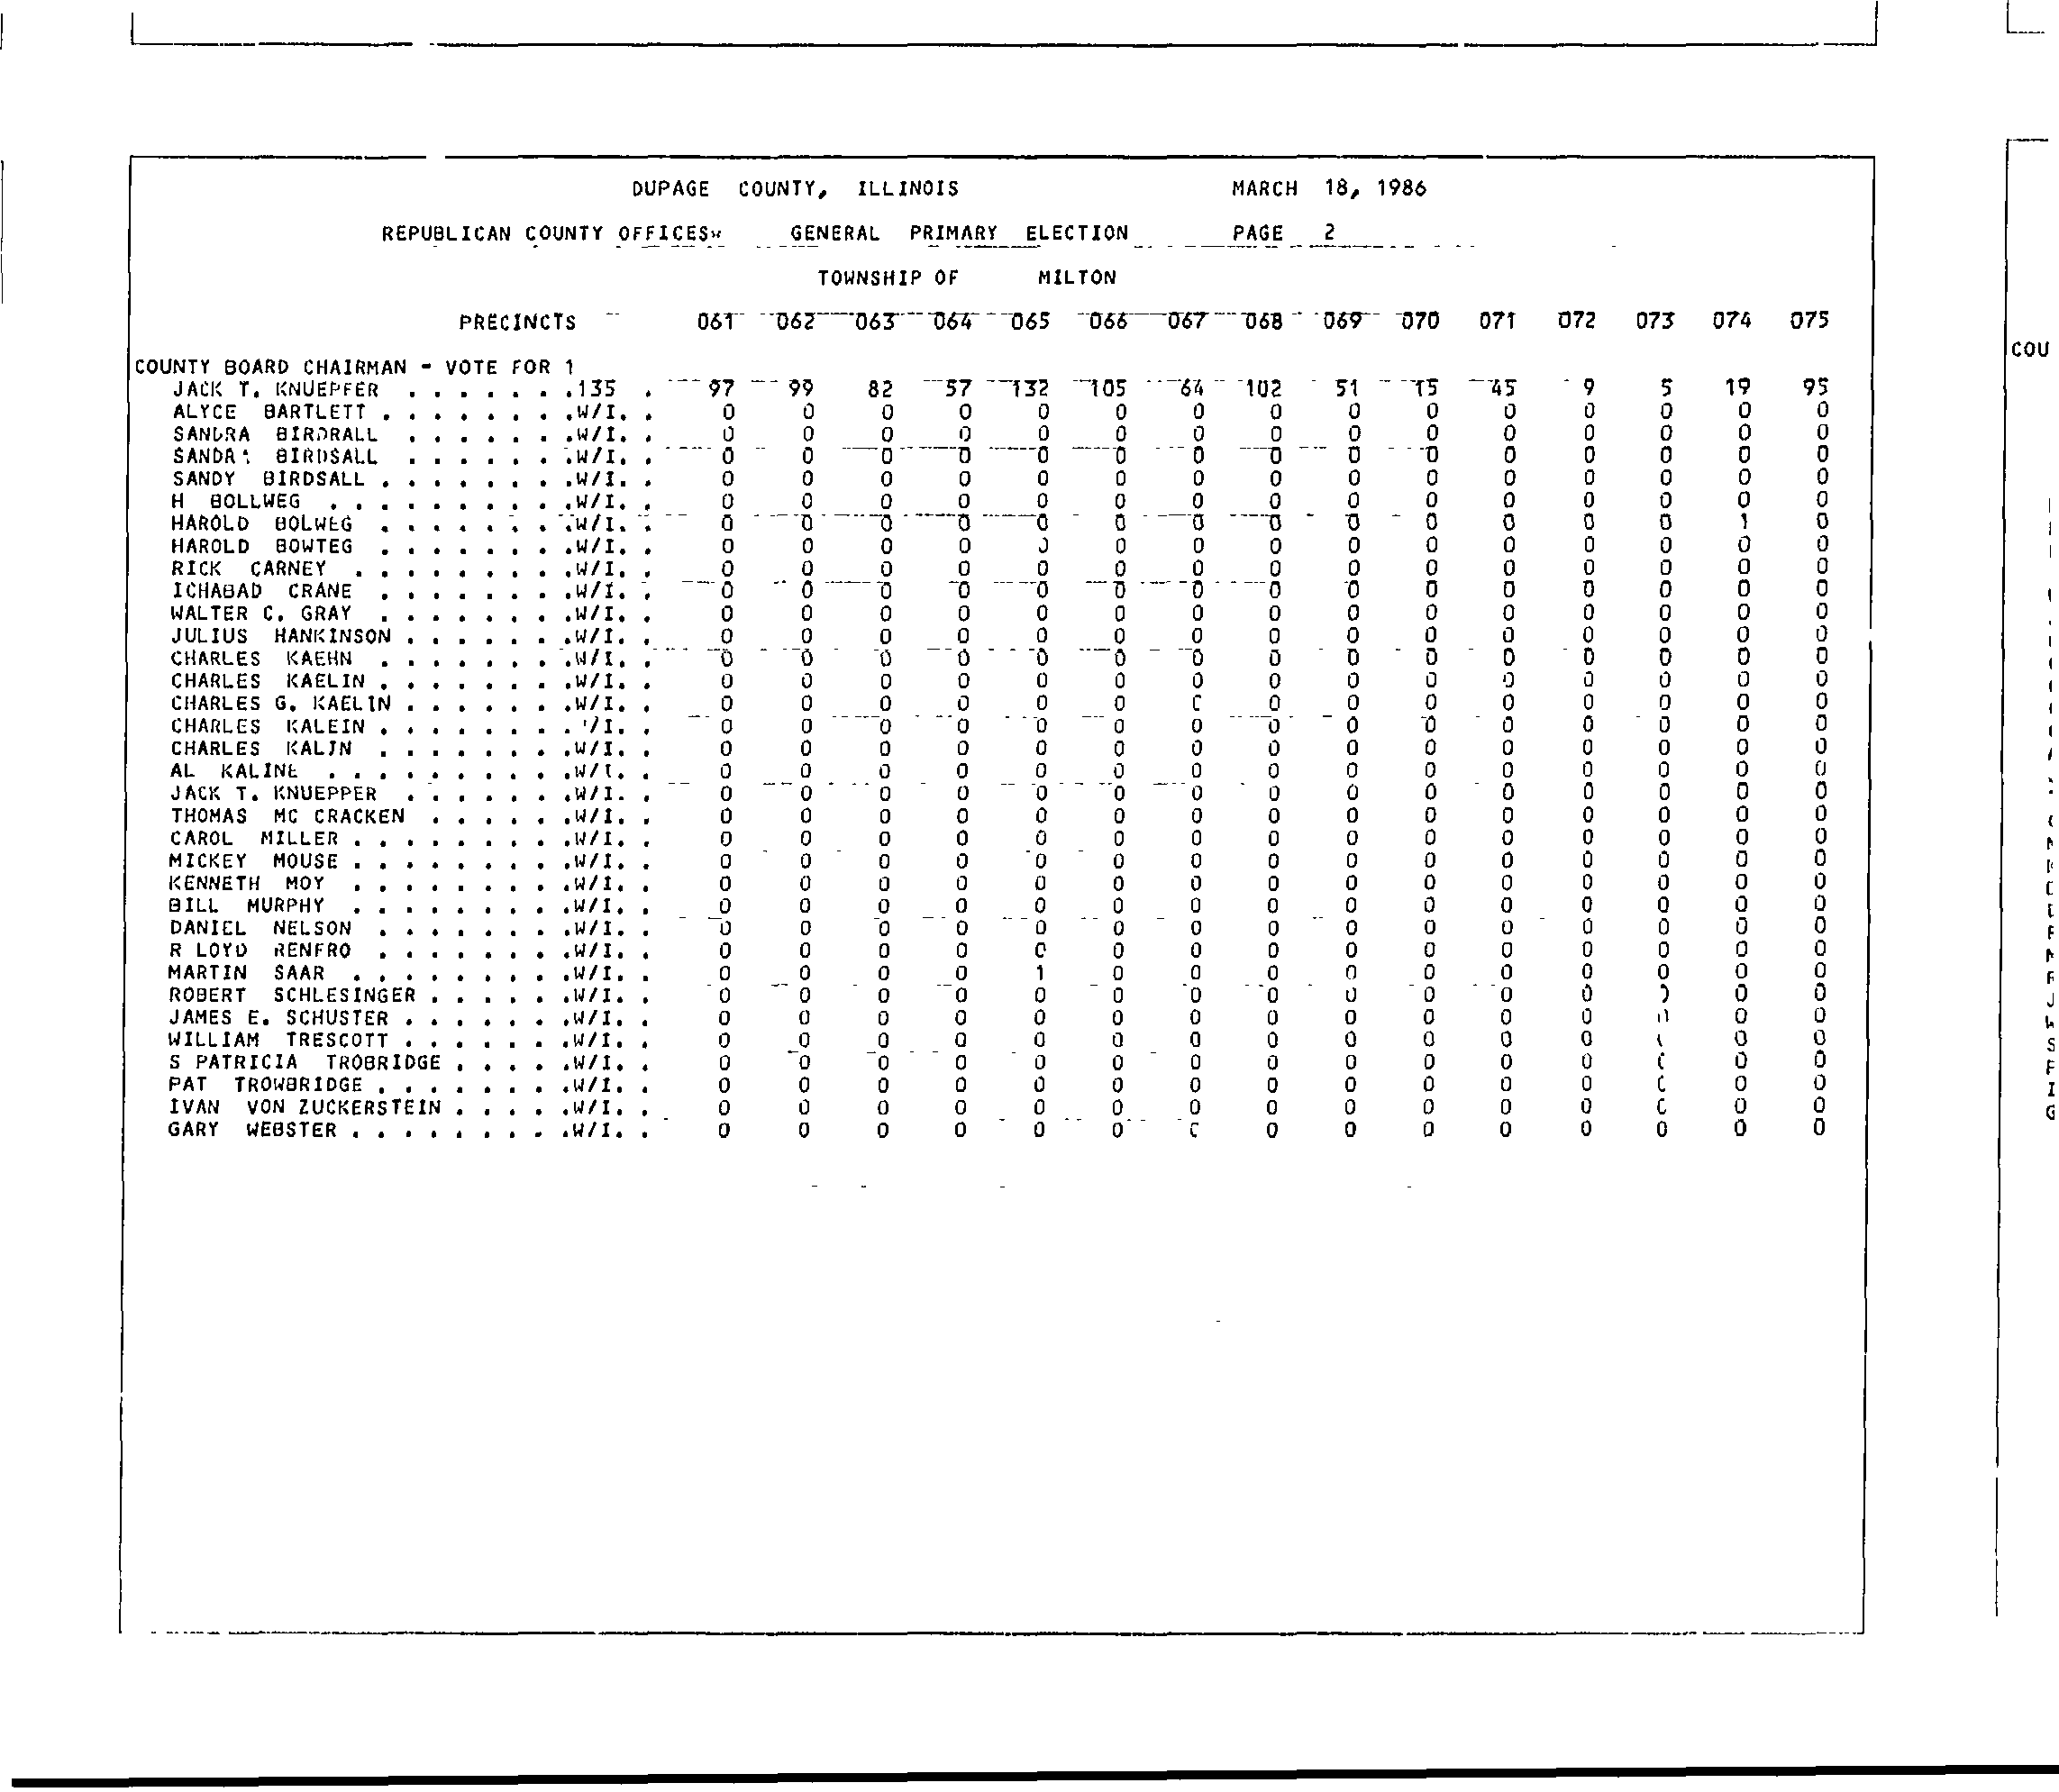 DUPAGE COUNTY, ILLINOIS MARCH 18, 1986
REPUBLICAN COUNTY OFFICES GENERAL PRIMARY ELECTION PAGE 2
TOWNSHIP OF MILTON
PRECINCTS 061 062 063 064 065 066 067 068 069 070 071 072 073 074 075
COU
COUNTY BOARD CHAIRMAN - VOTE FOR 1
JACK T. KNUEPFER . . . . . . .135 . 97 99 82 57 132 105 64 102 51 15 45 9 5 19 95
ALYCE BARTLETT . . . . . . . .W/I. . 0 0 0 0 0 0 0 0 0 0 0 0 0 0 0
SANDRA BIRDRALL . . . . . . .W/I. . 0 0 0 0 0 0 0 0 0 0 0 0 0 0 0
SANDRA BIRDSALL . . . . . . .W/I. . 0 0 0 0 0 0 0 0 0 0 0 0 0 0 0
SANDY BIRDSALL . . . . . . . .W/I. . 0 0 0 0 0 0 0 0 0 0 0 0 0 0 0
H BOLLWEG . . . . . . . . . .W/I. . 0 0 0 0 0 0 0 0 0 0 0 0 0 0 0
HAROLD BOLWEG . . . . . . . .W/I. . 0 0 0 0 0 0 0 0 0 0 0 0 0 1 0
HAROLD BOWTEG . . . . . . . .W/I. . 0 0 0 0 0 0 0 0 0 0 0 0 0 0 0
RICK CARNEY . . . . . . . . .W/I. . 0 0 0 0 0 0 0 0 0 0 0 0 0 0 0
ICHABAD CRANE . . . . . . . .W/I. . 0 0 0 0 0 0 0 0 0 0 0 0 0 0 0
WALTER C. GRAY . . . . . . . .W/I. . 0 0 0 0 0 0 0 0 0 0 0 0 0 0 0
JULIUS HANKINSON . . . . . . .W/I. . 0 0 0 0 0 0 0 0 0 0 0 0 0 0 0
CHARLES KAEHN . . . . . . . .W/I. . 0 0 0 0 0 0 0 0 0 0 0 0 0 0 0
CHARLES KAELIN . . . . . . . .W/I. . 0 0 0 0 0 0 0 0 0 0 0 0 0 0 0
CHARLES G. KAELIN . . . . . .W/I. . 0 0 0 0 0 0 0 0 0 0 0 0 0 0 0
CHARLES KALEIN . . . . . . . . /I. . 0 0 0 0 0 0 0 0 0 0 0 0 0 0 0
CHARLES KALIN . . . . . . . .W/I. . 0 0 0 0 0 0 0 0 0 0 0 0 0 0 0
AL KALINE . . . . . . . . . .W/I. . 0 0 0 0 0 0 0 0 0 0 0 0 0 0 0
JACK T. KNUEPPER . . . . . . .W/I. . 0 0 0 0 0 0 0 0 0 0 0 0 0 0 0
THOMAS MC CRACKEN . . . . . .W/I. . 0 0 0 0 0 0 0 0 0 0 0 0 0 0 0
CAROL MILLER . . . . . . . . .W/I. . 0 0 0 0 0 0 0 0 0 0 0 0 0 0 0
MICKEY MOUSE . . . . . . . . .W/I. . 0 0 0 0 0 0 0 0 0 0 0 0 0 0 0
KENNETH MOY . . . . . . . . .W/I. . 0 0 0 0 0 0 0 0 0 0 0 0 0 0 0
BILL MURPHY . . . . . . . . .W/I. . 0 0 0 0 0 0 0 0 0 0 0 0 0 0 0
DANIEL NELSON . . . . . . . .W/I. . 0 0 0 0 0 0 0 0 0 0 0 0 0 0 0
R LOYD RENFRO . . . . . . . .W/I. . 0 0 0 0 0 0 0 0 0 0 0 0 0 0 0
MARTIN SAAR . . . . . . . . .W/I. . 0 0 0 0 1 0 0 0 0 0 0 0 0 0 0
ROBERT SCHLESINGER . . . . . .W/I. . 0 0 0 0 0 0 0 0 0 0 0 0 0 0 0
JAMES E. SCHUSTER . . . . . .W/I. . 0 0 0 0 0 0 0 0 0 0 0 0 0 0 0
WILLIAM TRESCOTT . . . . . . .W/I. . 0 0 0 0 0 0 0 0 0 0 0 0 0 0
S PATRICIA TROBRIDGE . . . . .W/I. . 0 0 0 0 0 0 0 0 0 0 0 0 0 0
PAT TROWBRIDGE . . . . . . . .W/I. . 0 0 0 0 0 0 0 0 0 0 0 0 0 0 0
IVAN VON ZUCKERSTEIN . . . . .W/I. . 0 0 0 0 0 0 0 0 0 0 0 0 0 0 0
GARY WEBSTER . . . . . . . . .W/I. . 0 0 0 0 0 0 0 0 0 0 0 0 0 0 0